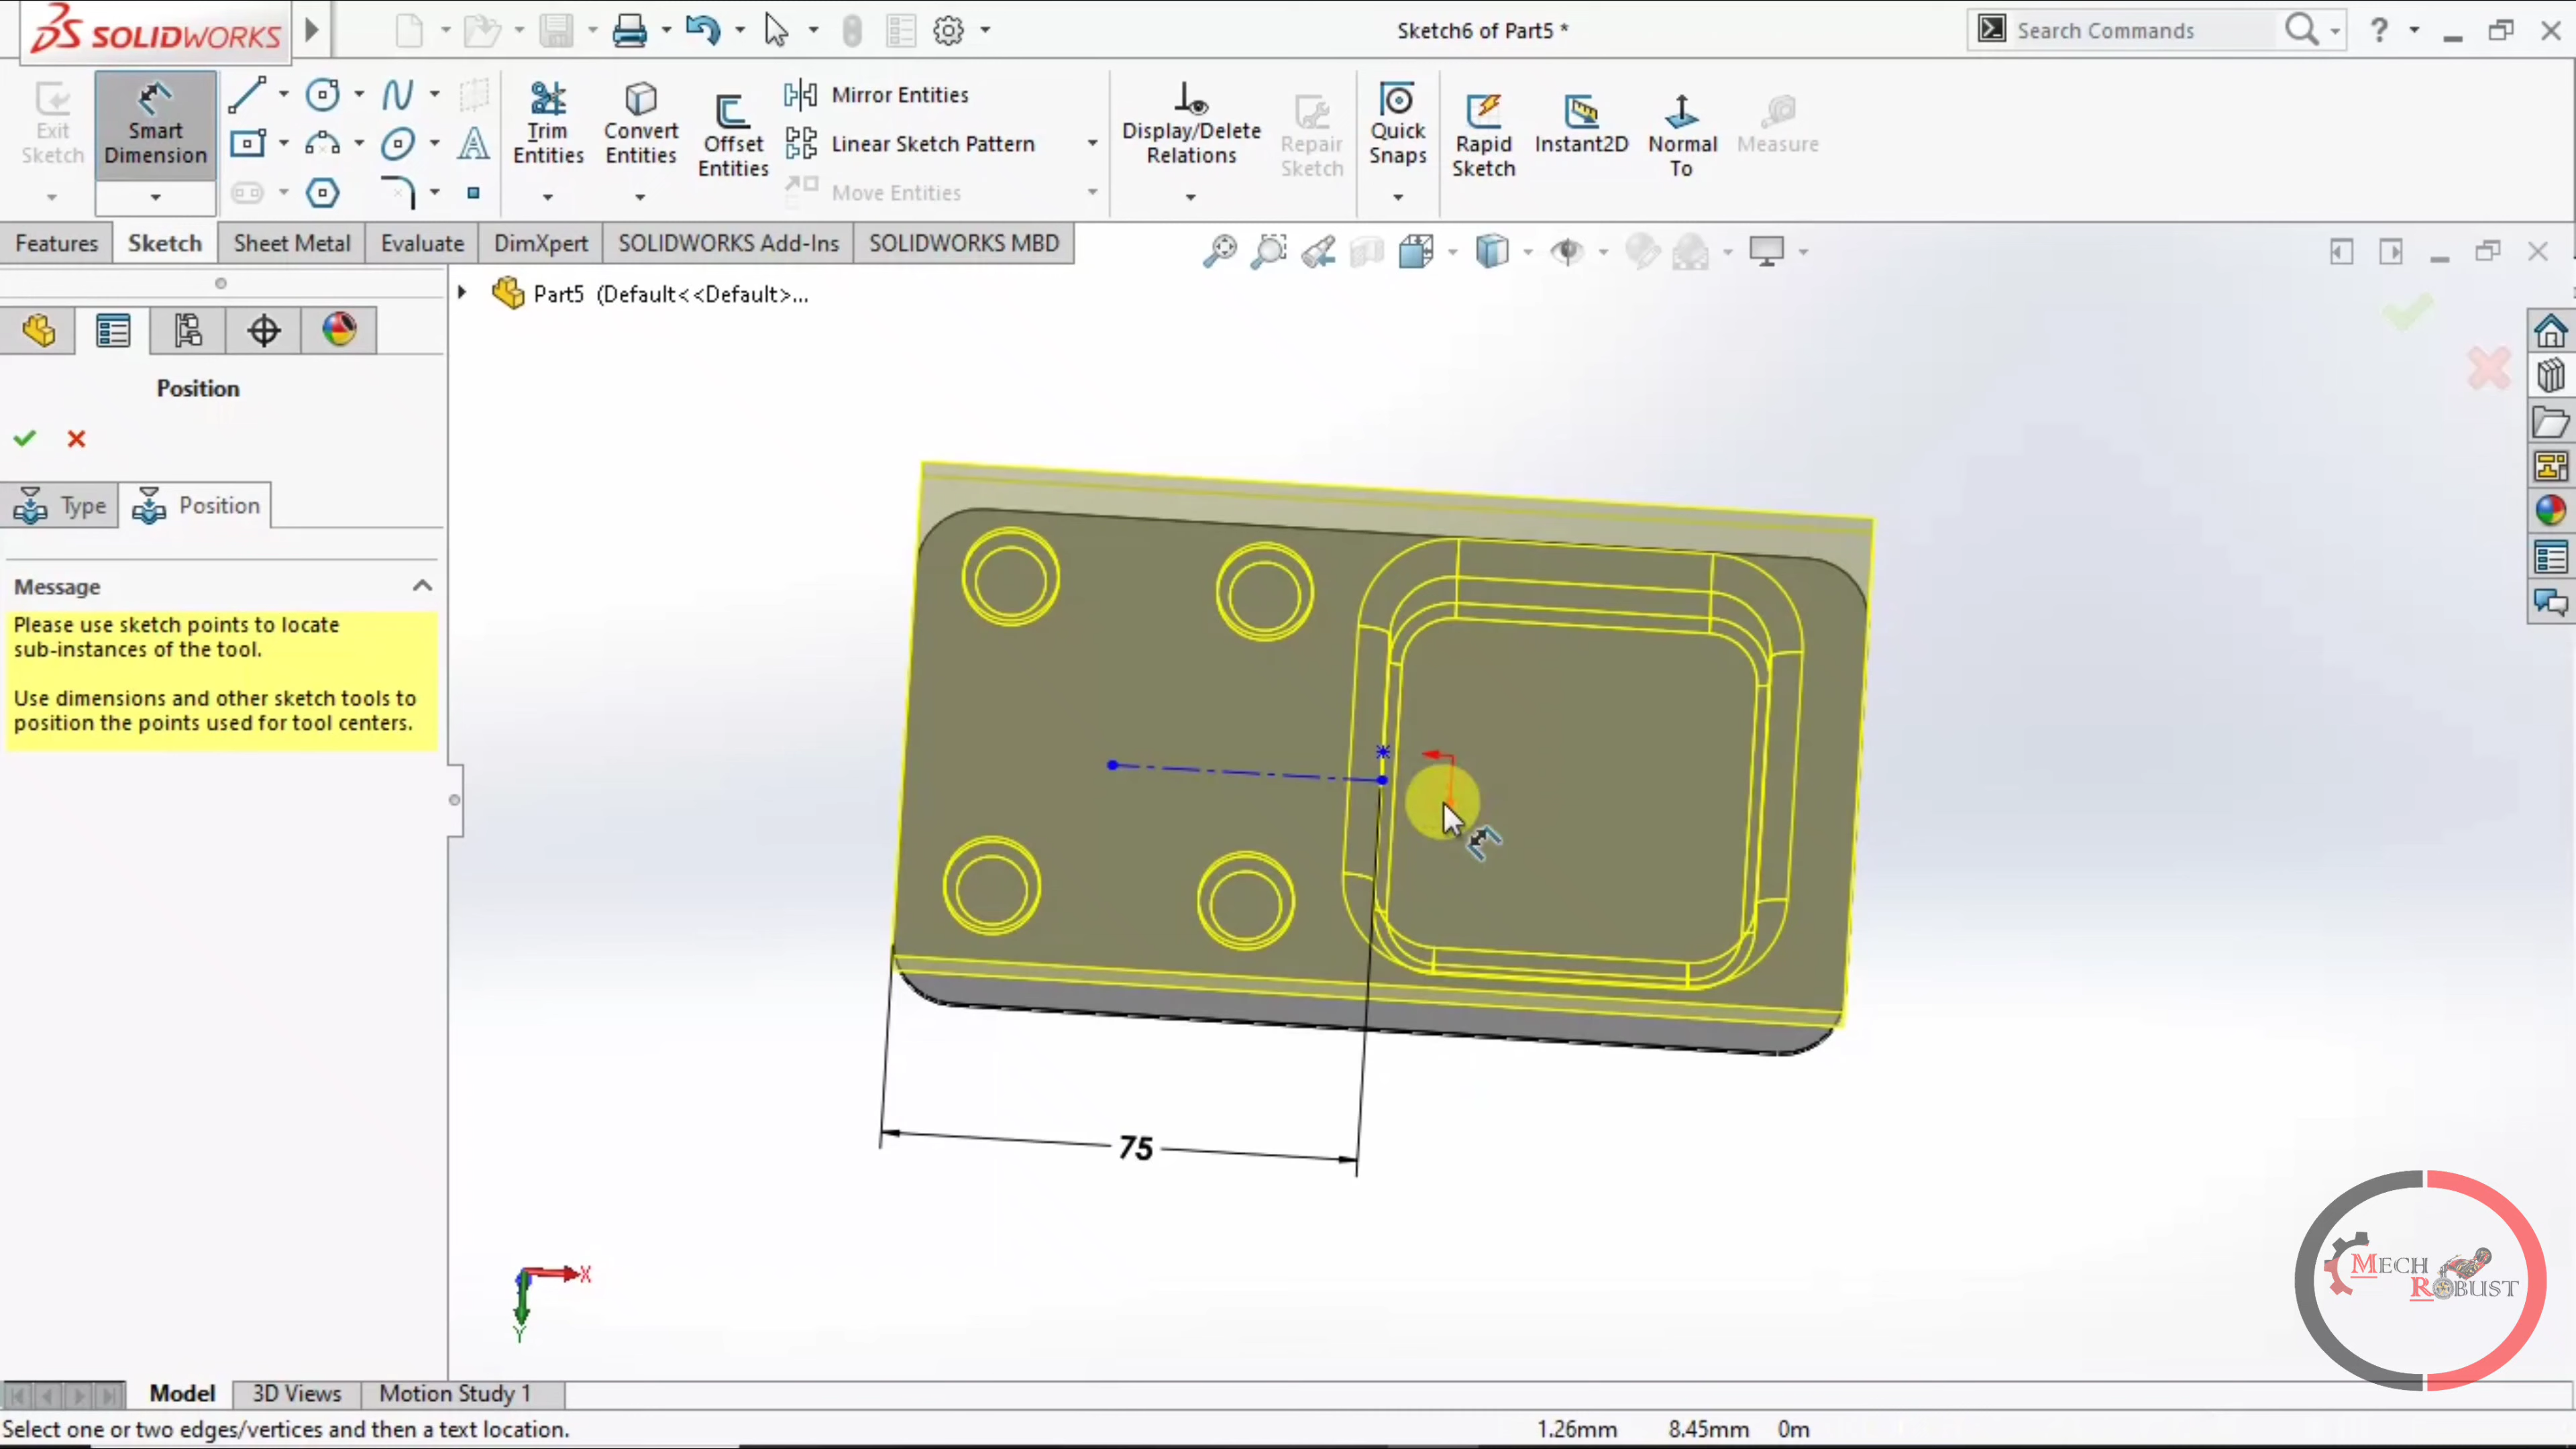 SOLIDWORKS
Sketch6 of Part5 *
Search Commands
?
Exit Sketch
Smart Dimension
Trim Entities
Convert Entities
Offset Entities
Mirror Entities
Linear Sketch Pattern
Move Entities
Display/Delete Relations
Repair Sketch
Quick Snaps
Rapid Sketch
Instant2D
Normal To
Measure
Features
Sketch
Sheet Metal
Evaluate
DimXpert
SOLIDWORKS Add-Ins
SOLIDWORKS MBD
Part5 (Default<<Default>...
Position
Type
Position
Message
Please use sketch points to locate
sub-instances of the tool.
Use dimensions and other sketch tools to
position the points used for tool centers.
75
X
Y
MECH
ROBUST
Model
3D Views
Motion Study 1
Select one or two edges/vertices and then a text location.
1.26mm
8.45mm
0m